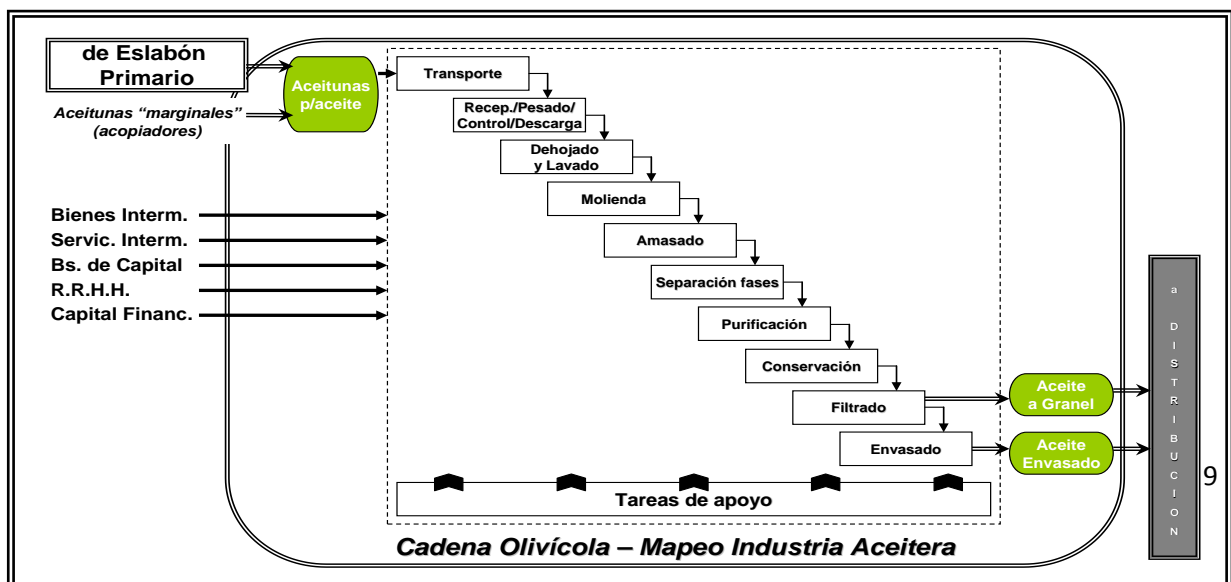 de Eslabón
Primario
Aceitunas "marginales"
(acopiadores)
Aceitunas
p/aceite
Transporte
Recep./Pesado/
Control/Descarga
Dehojado
y Lavado
Molienda
Amasado
Separación fases
Purificación
Conservación
Filtrado
Envasado
Bienes Interm.
Servic. Interm.
Bs. de Capital
R.R.H.H.
Capital Financ.
Aceite
a Granel
Aceite
Envasado
a DISTRIBUCION
9
Tareas de apoyo
Cadena Olivícola – Mapeo Industria Aceitera